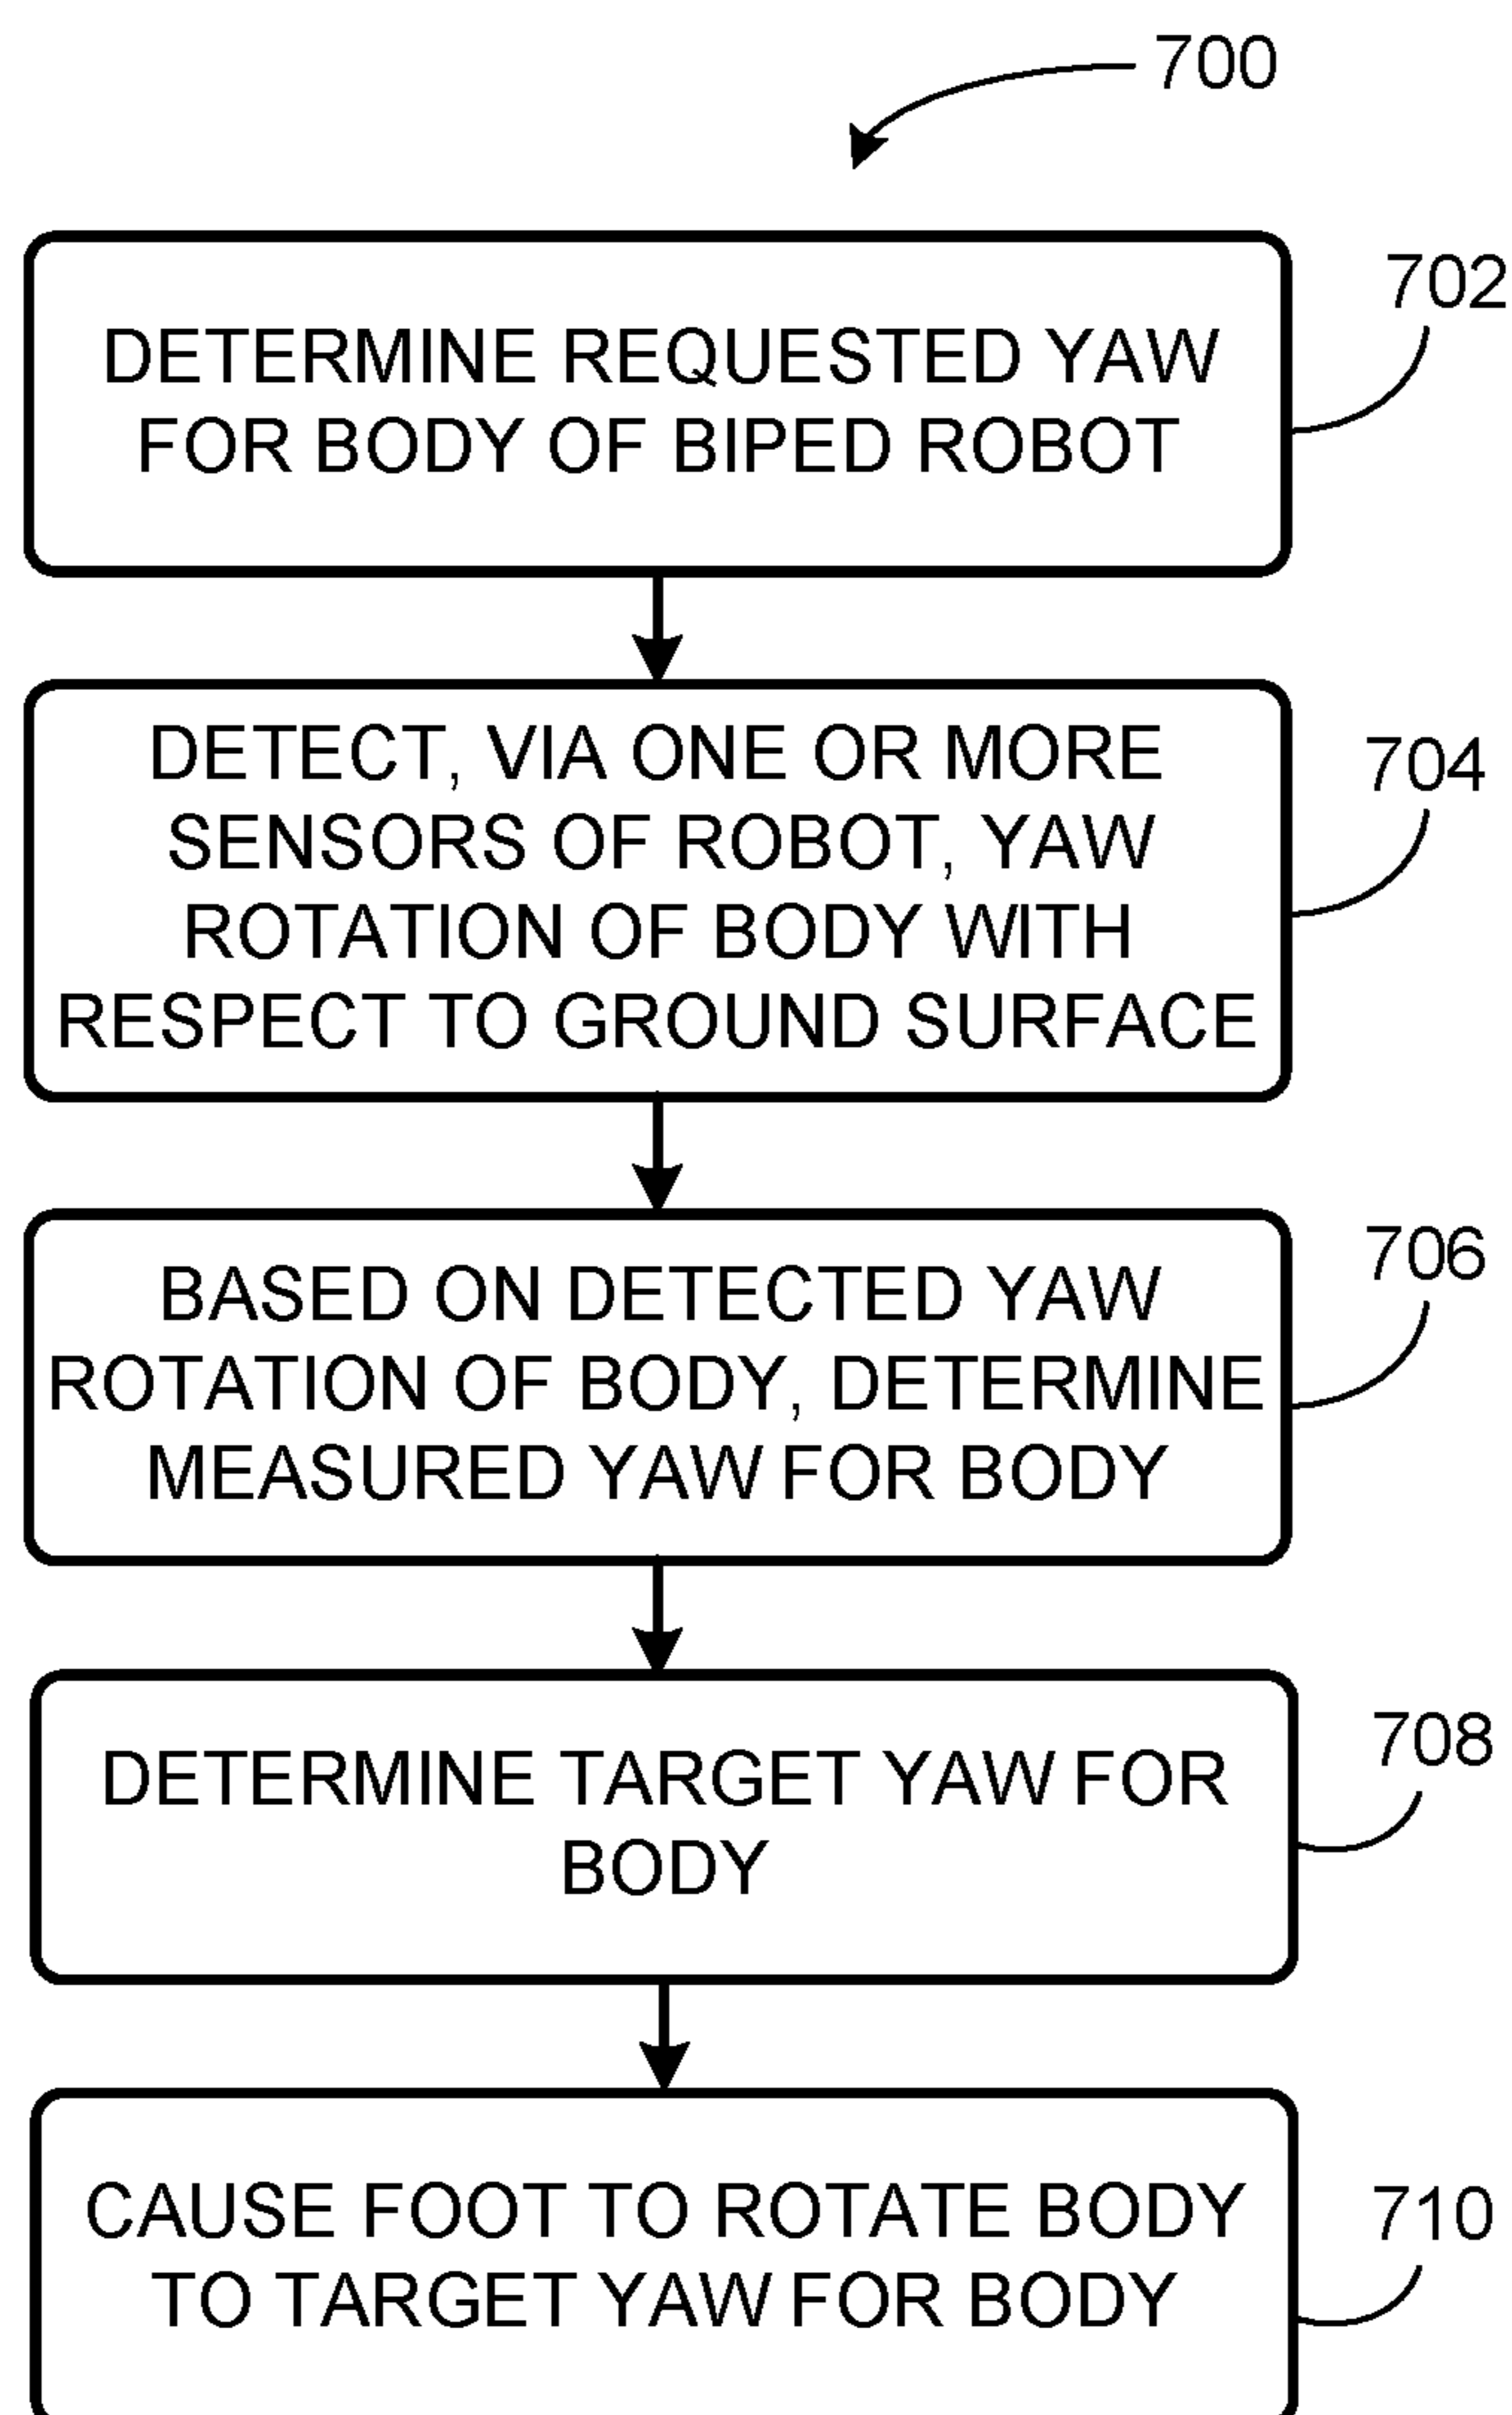 700
702
DETERMINE REQUESTED YAW
FOR BODY OF BIPED ROBOT
704
DETECT, VIA ONE OR MORE
SENSORS OF ROBOT, YAW
ROTATION OF BODY WITH
RESPECT TO GROUND SURFACE
706
BASED ON DETECTED YAW
ROTATION OF BODY, DETERMINE
MEASURED YAW FOR BODY
708
DETERMINE TARGET YAW FOR
BODY
710
CAUSE FOOT TO ROTATE BODY
TO TARGET YAW FOR BODY